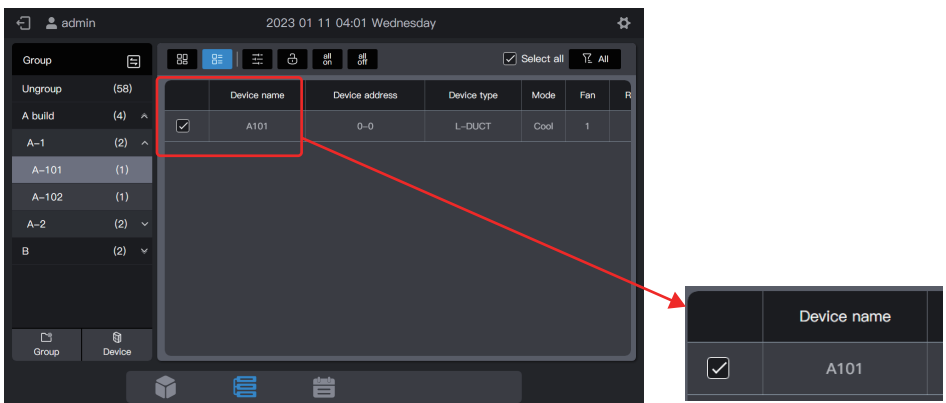 admin 2023 01 11 04:01 Wednesday
Group all on all off Select all All
Ungroup (58)
Device name Device address Device type Mode Fan R
A build (4)
A101 0-0 L-DUCT Cool 1
A-1 (2)
A-101 (1)
A-102 (1)
A-2 (2)
B (2)
Group Device
Device name
A101